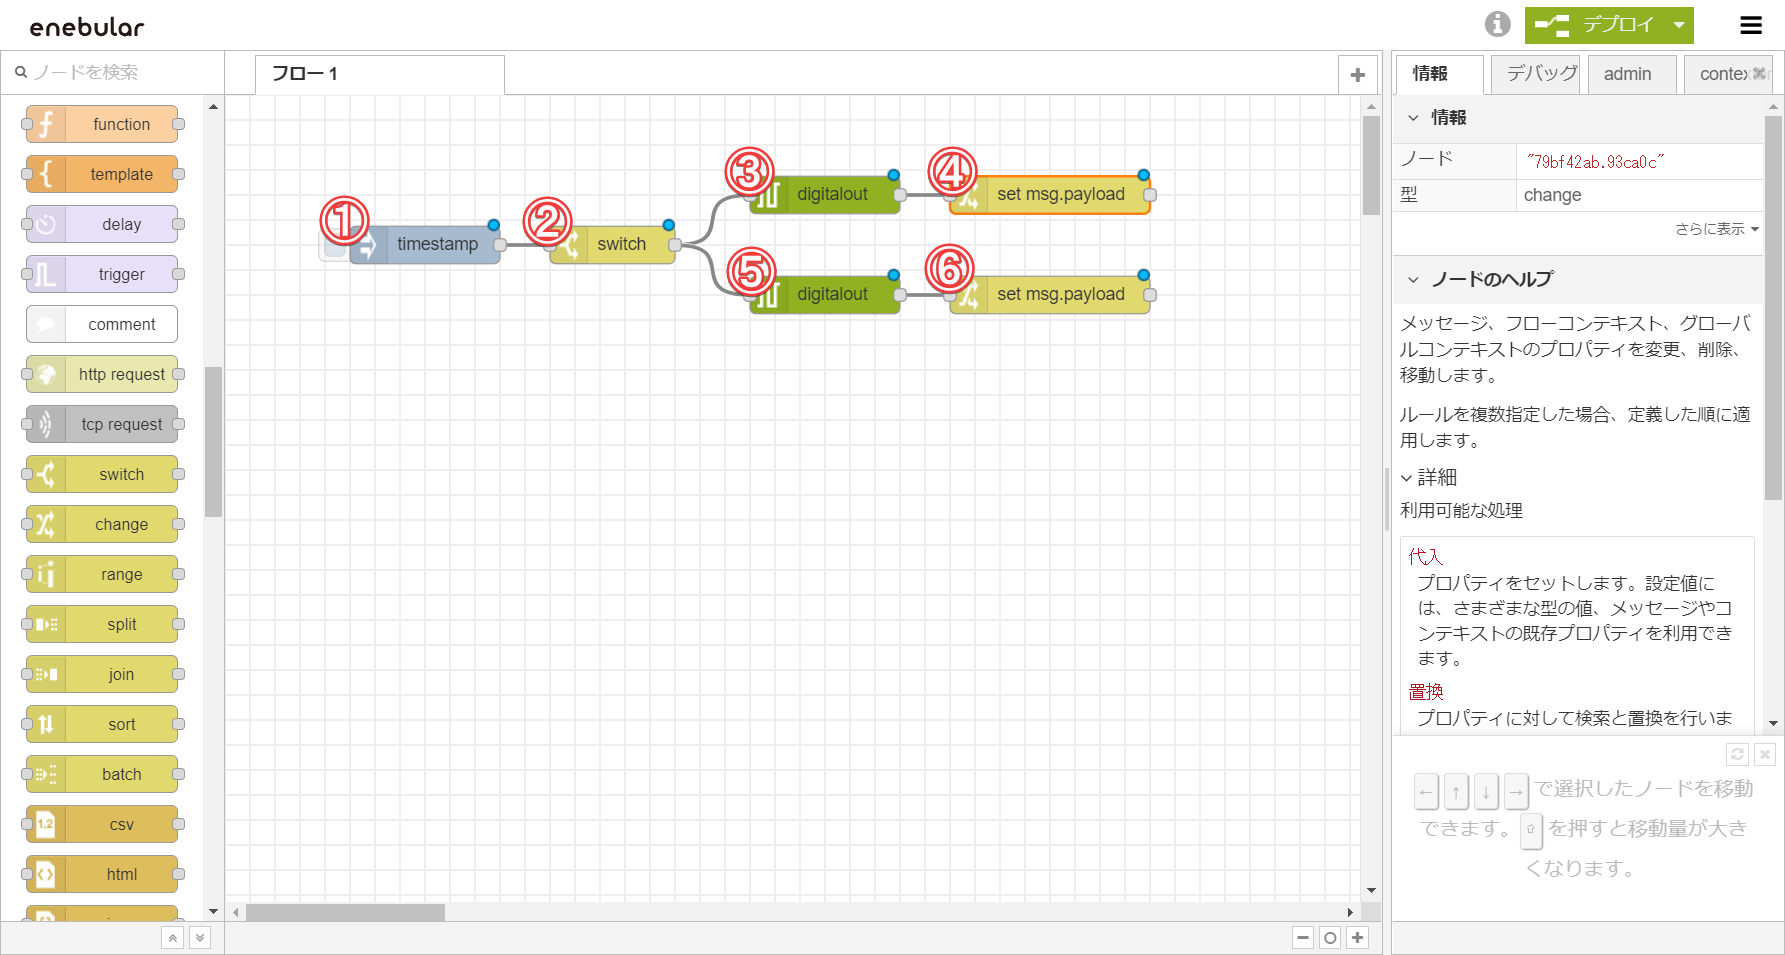 enebular
デプロイ
ノードを検索
フロー 1
情報
デバッグ
admin
contex
function
template
delay
trigger
comment
http request
tcp request
switch
change
range
split
join
sort
batch
csv
1,2
html
① timestamp
② switch
③ digitalout
④ set msg.payload
⑤ digitalout
⑥ set msg.payload
情報
ノード "79bf42ab.93ca0c"
型 change
さらに表示
ノードのヘルプ
メッセージ、フローコンテキスト、グローバ
ルコンテキストのプロパティを変更、削除、
移動します。
ルールを複数指定した場合、定義した順に適
用します。
詳細
利用可能な処理
代入
プロパティをセットします。設定値に
は、さまざまな型の値、メッセージやコ
ンテキストの既存プロパティを利用でき
ます。
置換
プロパティに対して検索と置換を行いま
← ↑ ↓ → で選択したノードを移動
できます。⇧ を押すと移動量が大き
くなります。